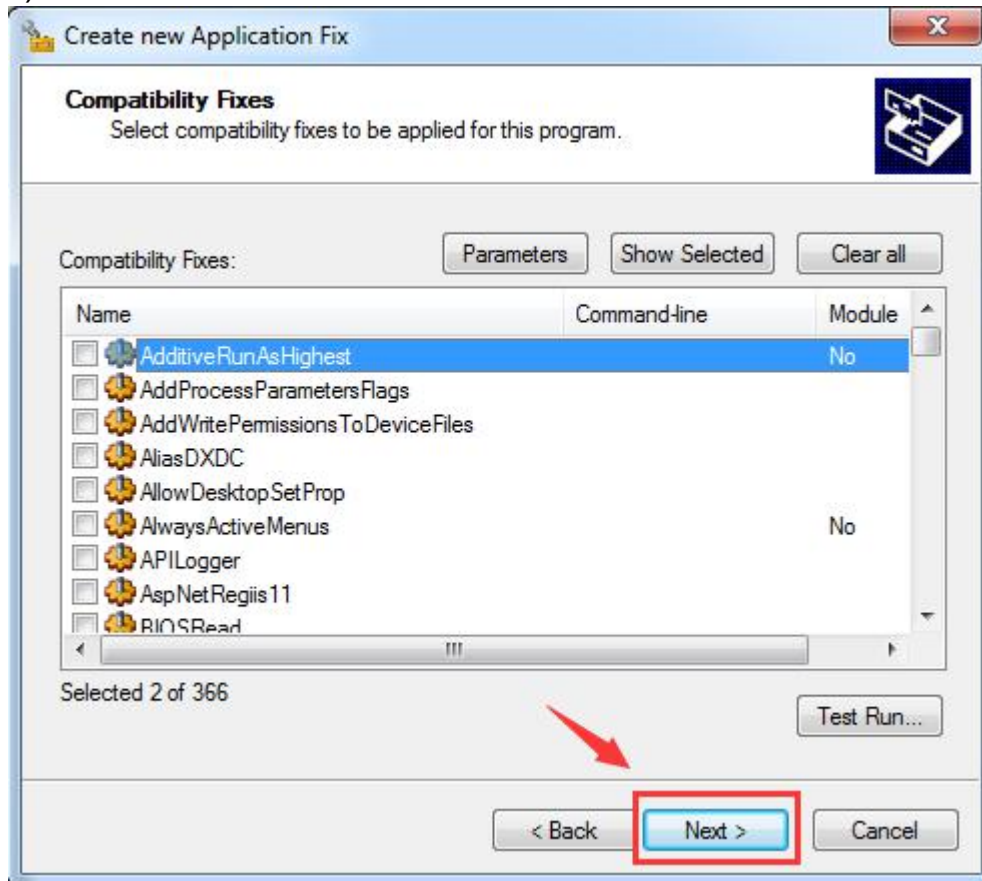 Create new Application Fix
Compatibility Fixes
Select compatibility fixes to be applied for this program.
Compatibility Fixes:
Parameters
Show Selected
Clear all
Name Command-line Module
AdditiveRunAsHighest No
AddProcessParametersFlags
AddWritePermissionsToDeviceFiles
AliasDXDC
AllowDesktopSetProp
AlwaysActiveMenus No
APILogger
AspNetRegiis11
BIOSRead
Selected 2 of 366
Test Run...
< Back
Next >
Cancel